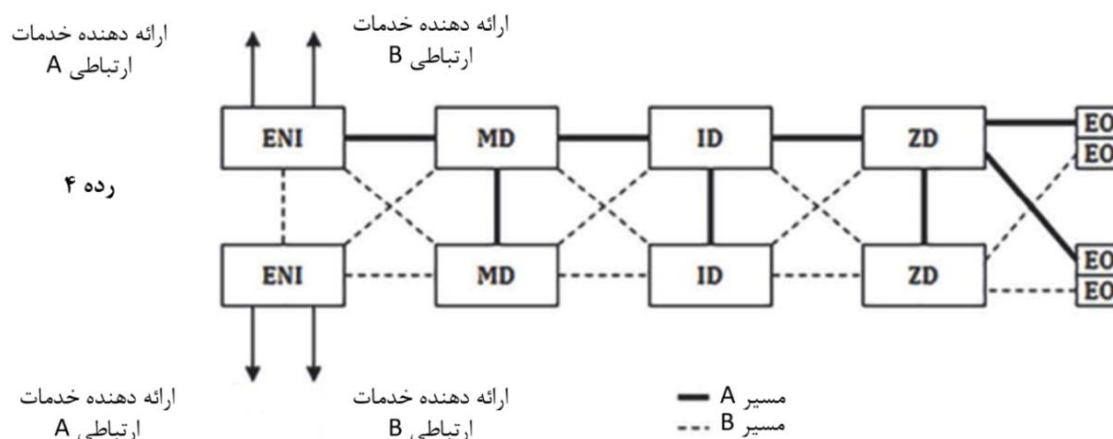 ارائه دهنده خدمات
ارتباطی A
ارائه دهنده خدمات
ارتباطی B
ENI
MD
ID
ZD
EO
EO
رده ۴
ENI
MD
ID
ZD
EO
EO
ارائه دهنده خدمات
ارتباطی A
ارائه دهنده خدمات
ارتباطی B
مسیر A
مسیر B